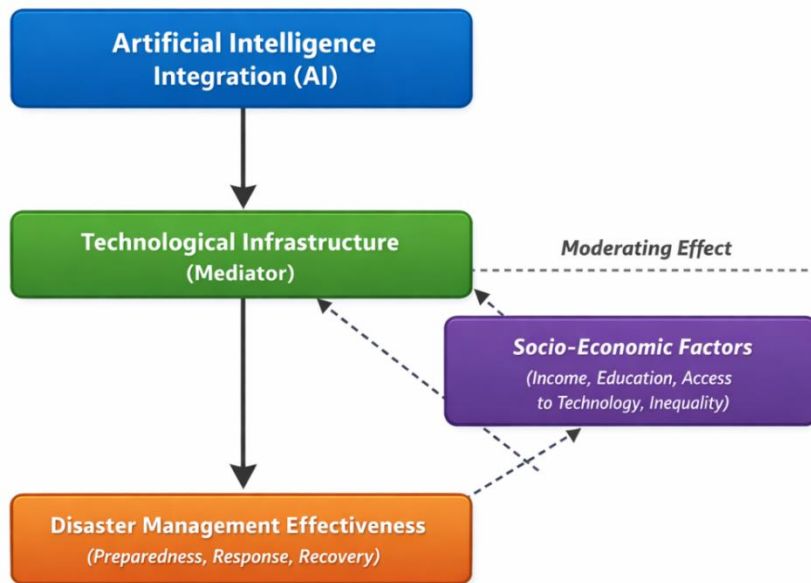 Artificial Intelligence
Integration (AI)
Technological Infrastructure
(Mediator)
Moderating Effect
Socio-Economic Factors
(Income, Education, Access
to Technology, Inequality)
Disaster Management Effectiveness
(Preparedness, Response, Recovery)